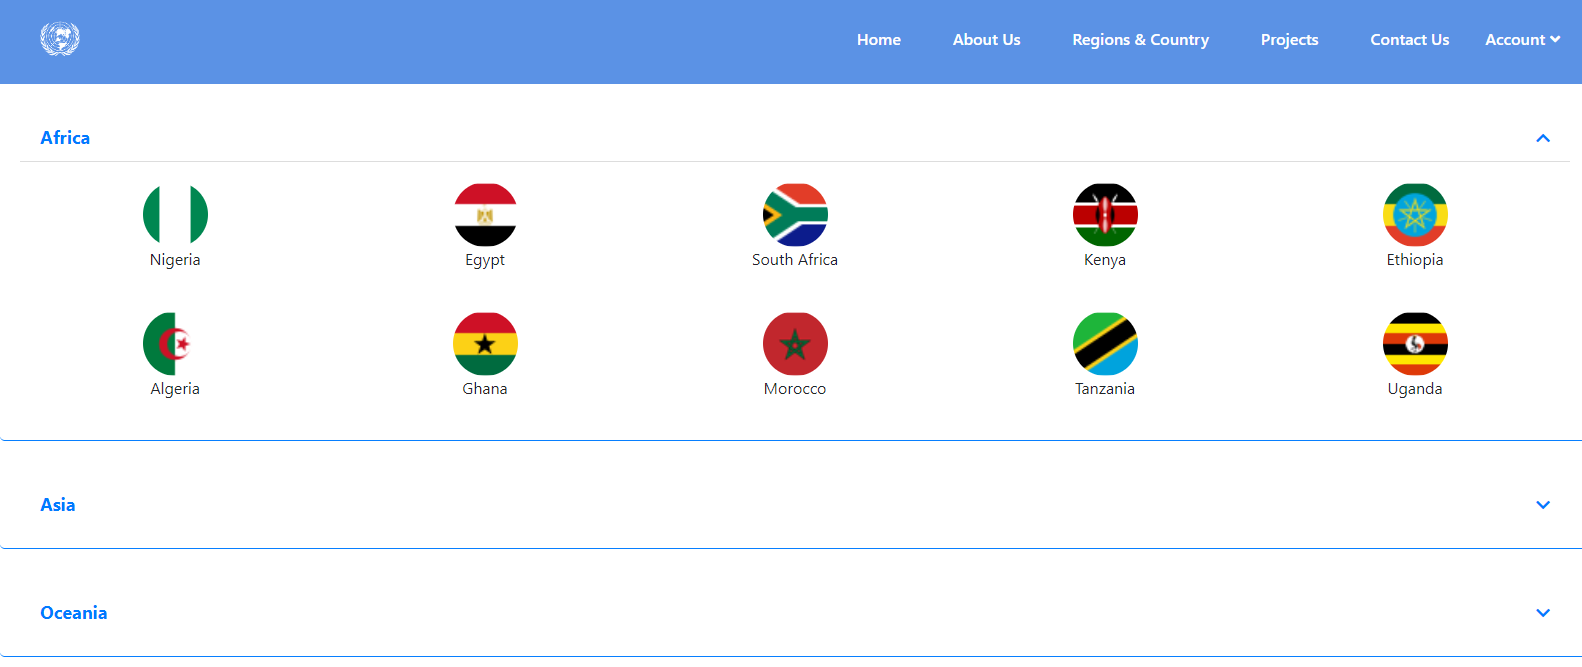 Home About Us Regions & Country Projects Contact Us Account
Africa
Nigeria Egypt South Africa Kenya Ethiopia
Algeria Ghana Morocco Tanzania Uganda
Asia
Oceania